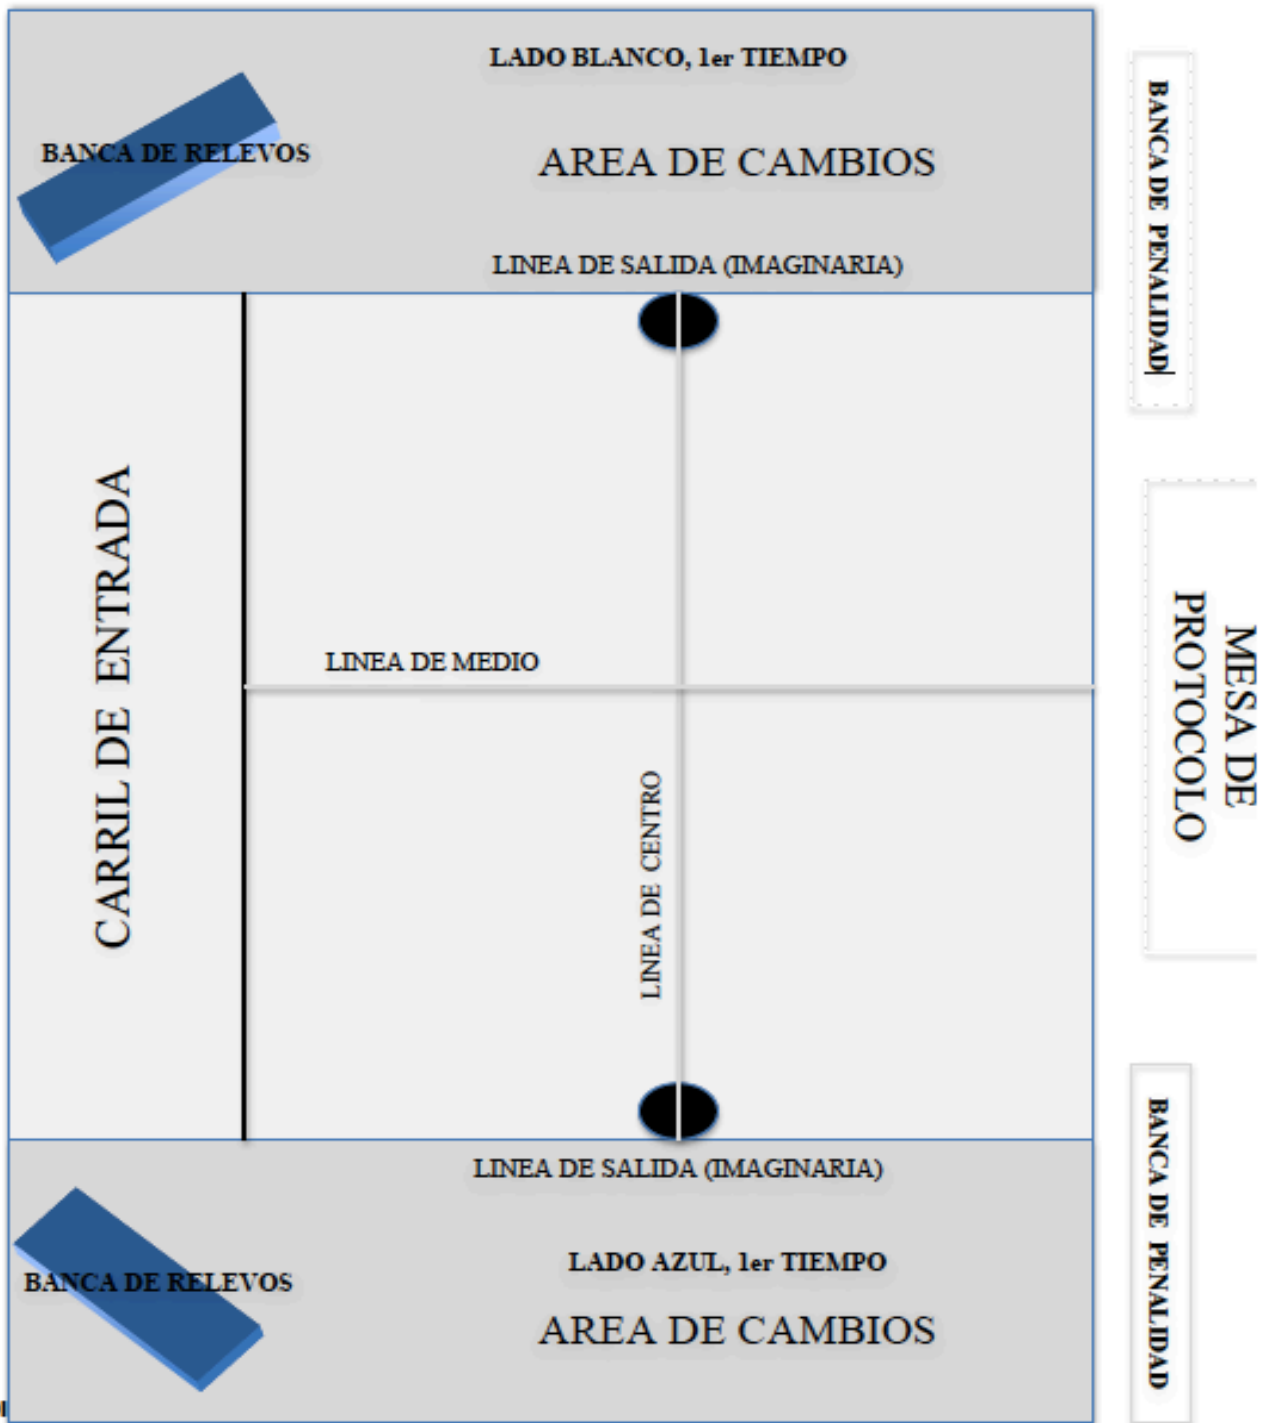 LADO BLANCO, 1er TIEMPO
BANCA DE RELEVOS
AREA DE CAMBIOS
LINEA DE SALIDA (IMAGINARIA)
BANCA DE PENALIDAD
CARRIL DE ENTRADA
LINEA DE MEDIO
MESA DE
PROTOCOLO
LINEA DE CENTRO
LINEA DE SALIDA (IMAGINARIA)
LADO AZUL, 1er TIEMPO
BANCA DE RELEVOS
AREA DE CAMBIOS
BANCA DE PENALIDAD